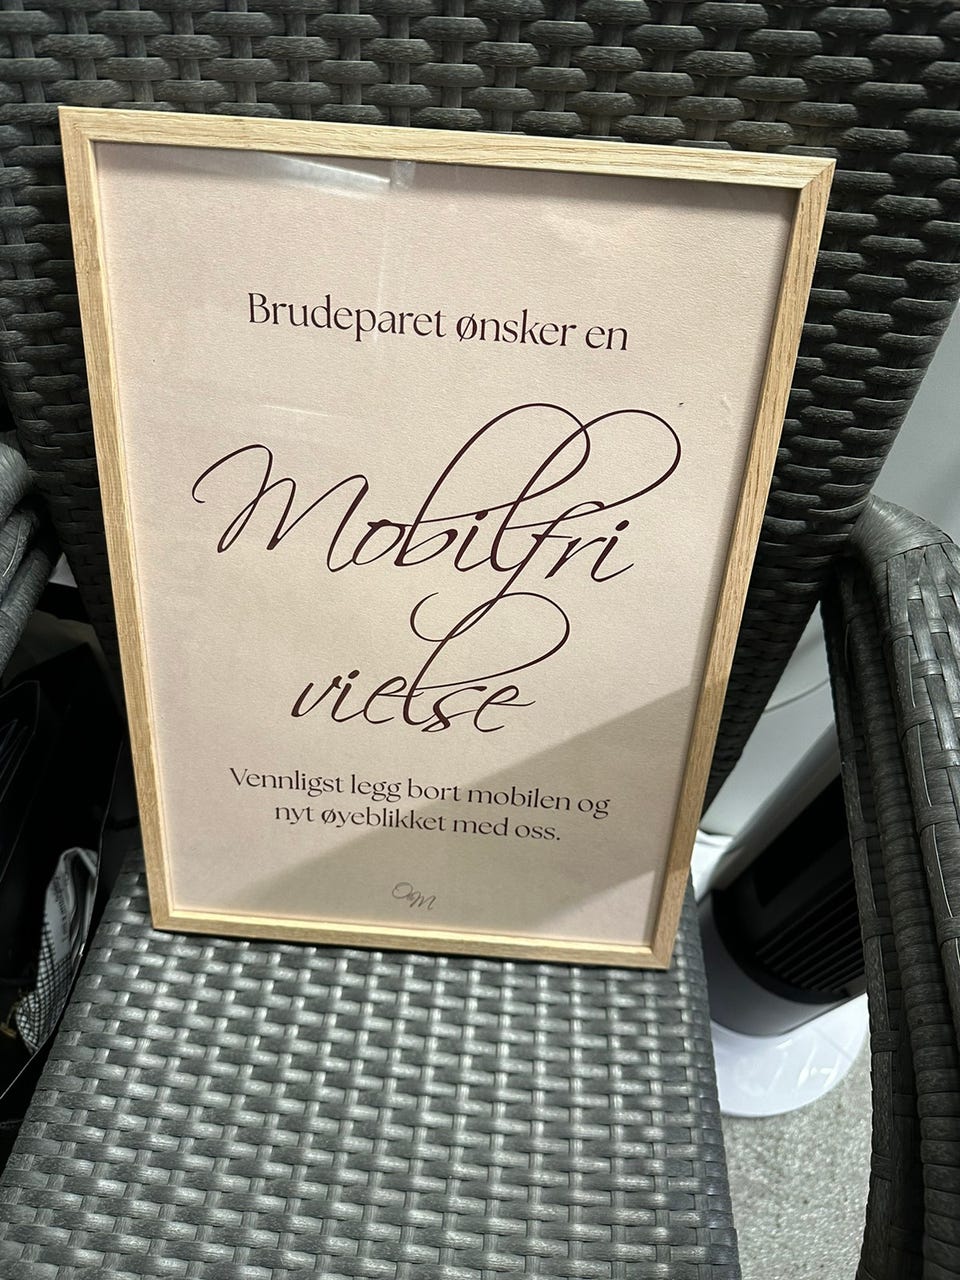 Brudeparet ønsker en
Mobilfri
vielse
Vennligst legg bort mobilen og
nyt øyeblikket med oss.
O&M